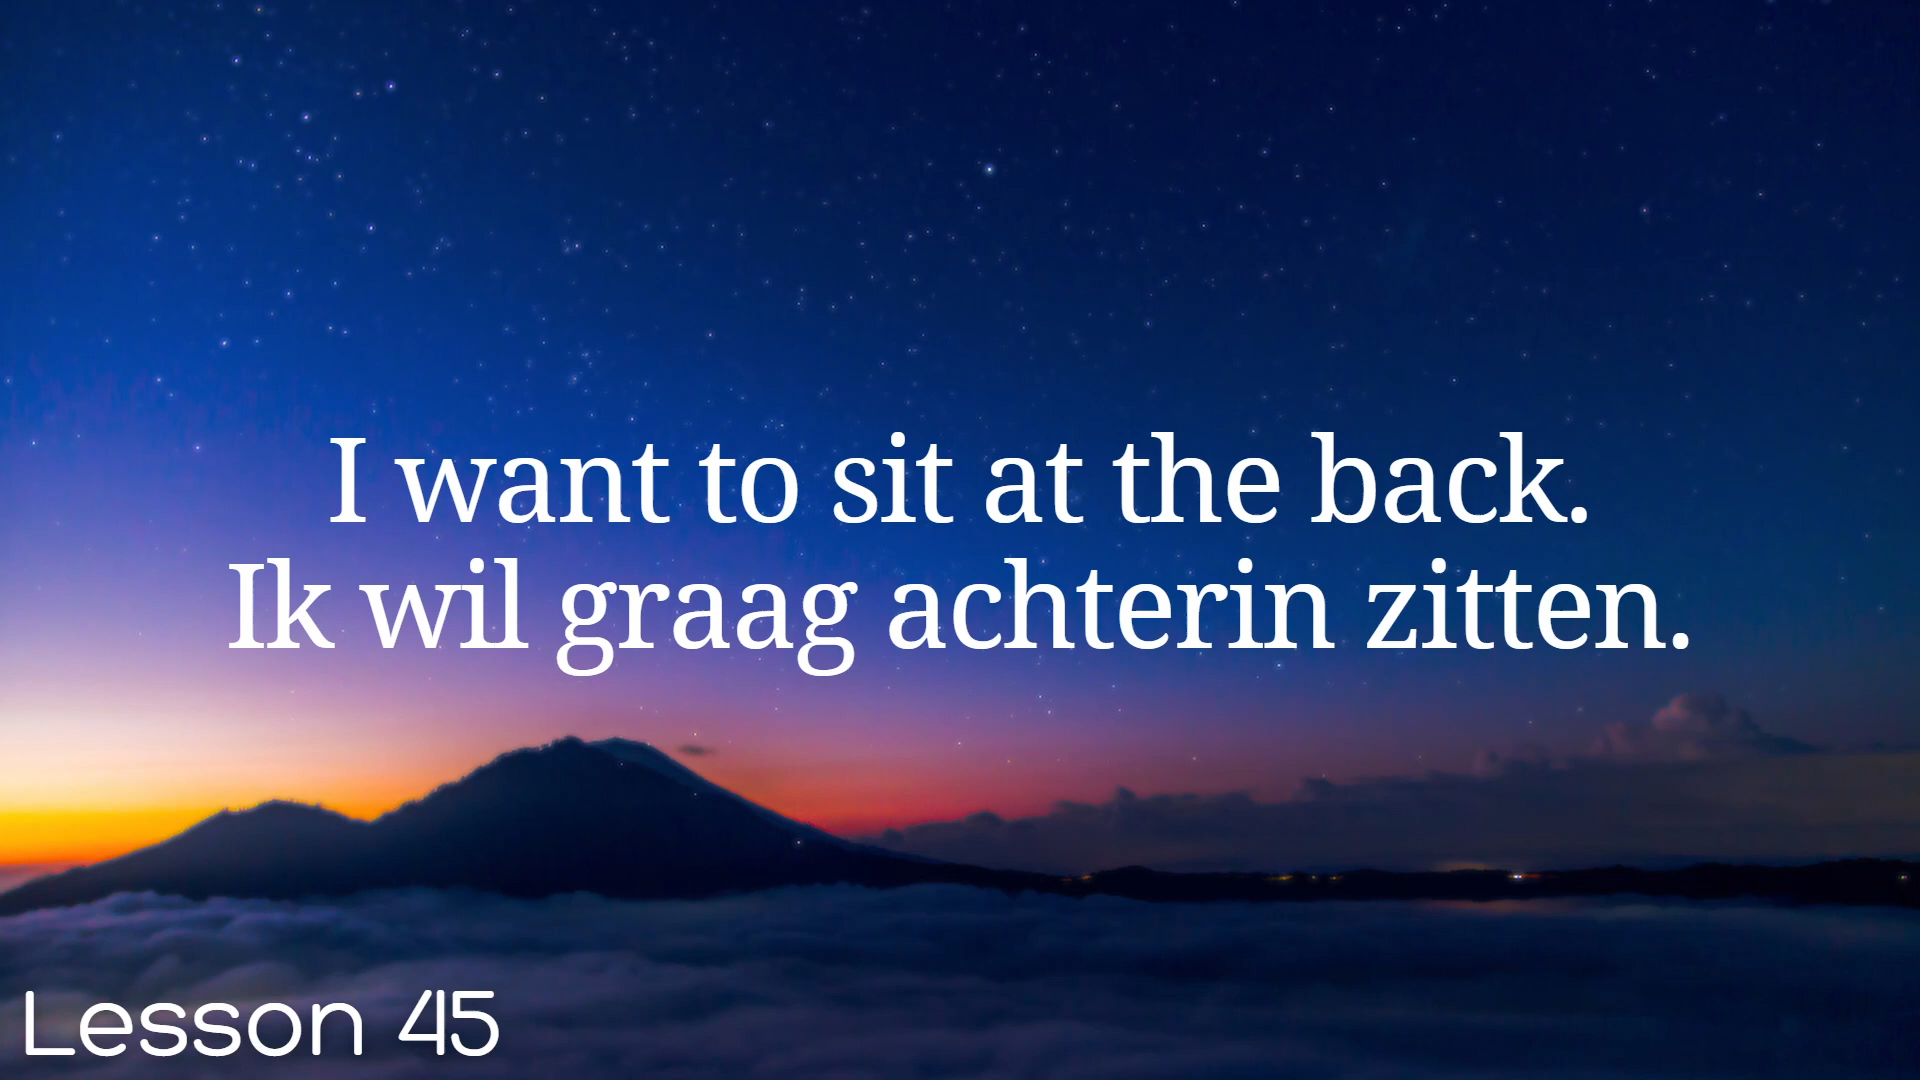 I want to sit at the back.
Ik wil graag achterin zitten.
Lesson 45